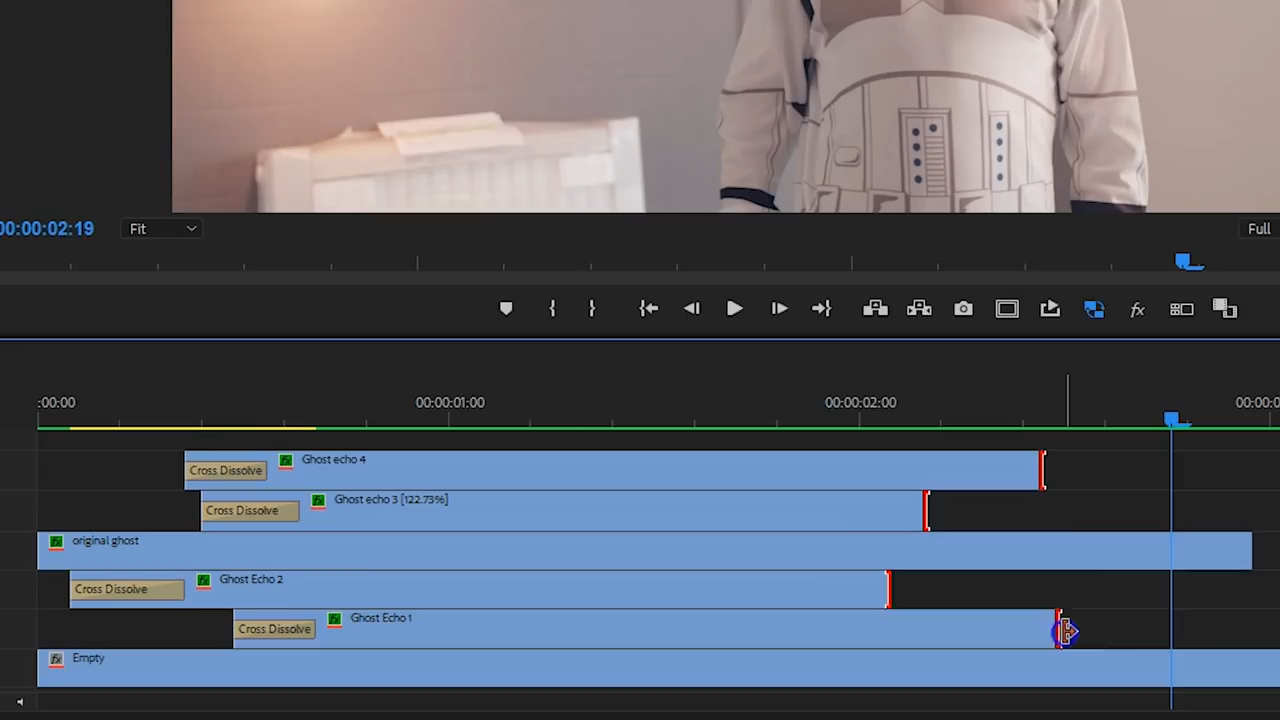 00:00:02:19 Fit Full
:00:00 00:00:01:00 00:00:02:00 00:00:0
Cross Dissolve Ghost echo 4
Cross Dissolve Ghost echo 3 [122.73%]
original ghost
Cross Dissolve Ghost Echo 2
Cross Dissolve Ghost Echo 1
Empty